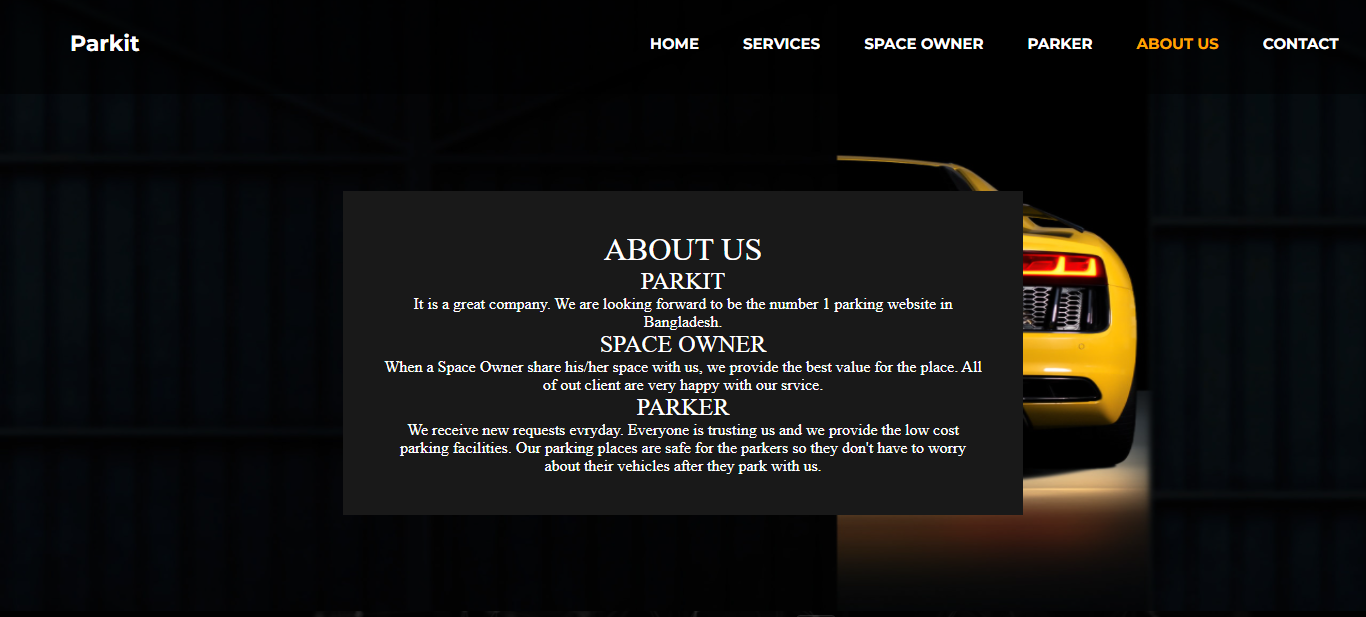 Parkit
HOME SERVICES SPACE OWNER PARKER ABOUT US CONTACT
ABOUT US
PARKIT
It is a great company. We are looking forward to be the number 1 parking website in
Bangladesh.
SPACE OWNER
When a Space Owner share his/her space with us, we provide the best value for the place. All
of out client are very happy with our srvice.
PARKER
We receive new requests evryday. Everyone is trusting us and we provide the low cost
parking facilities. Our parking places are safe for the parkers so they don't have to worry
about their vehicles after they park with us.